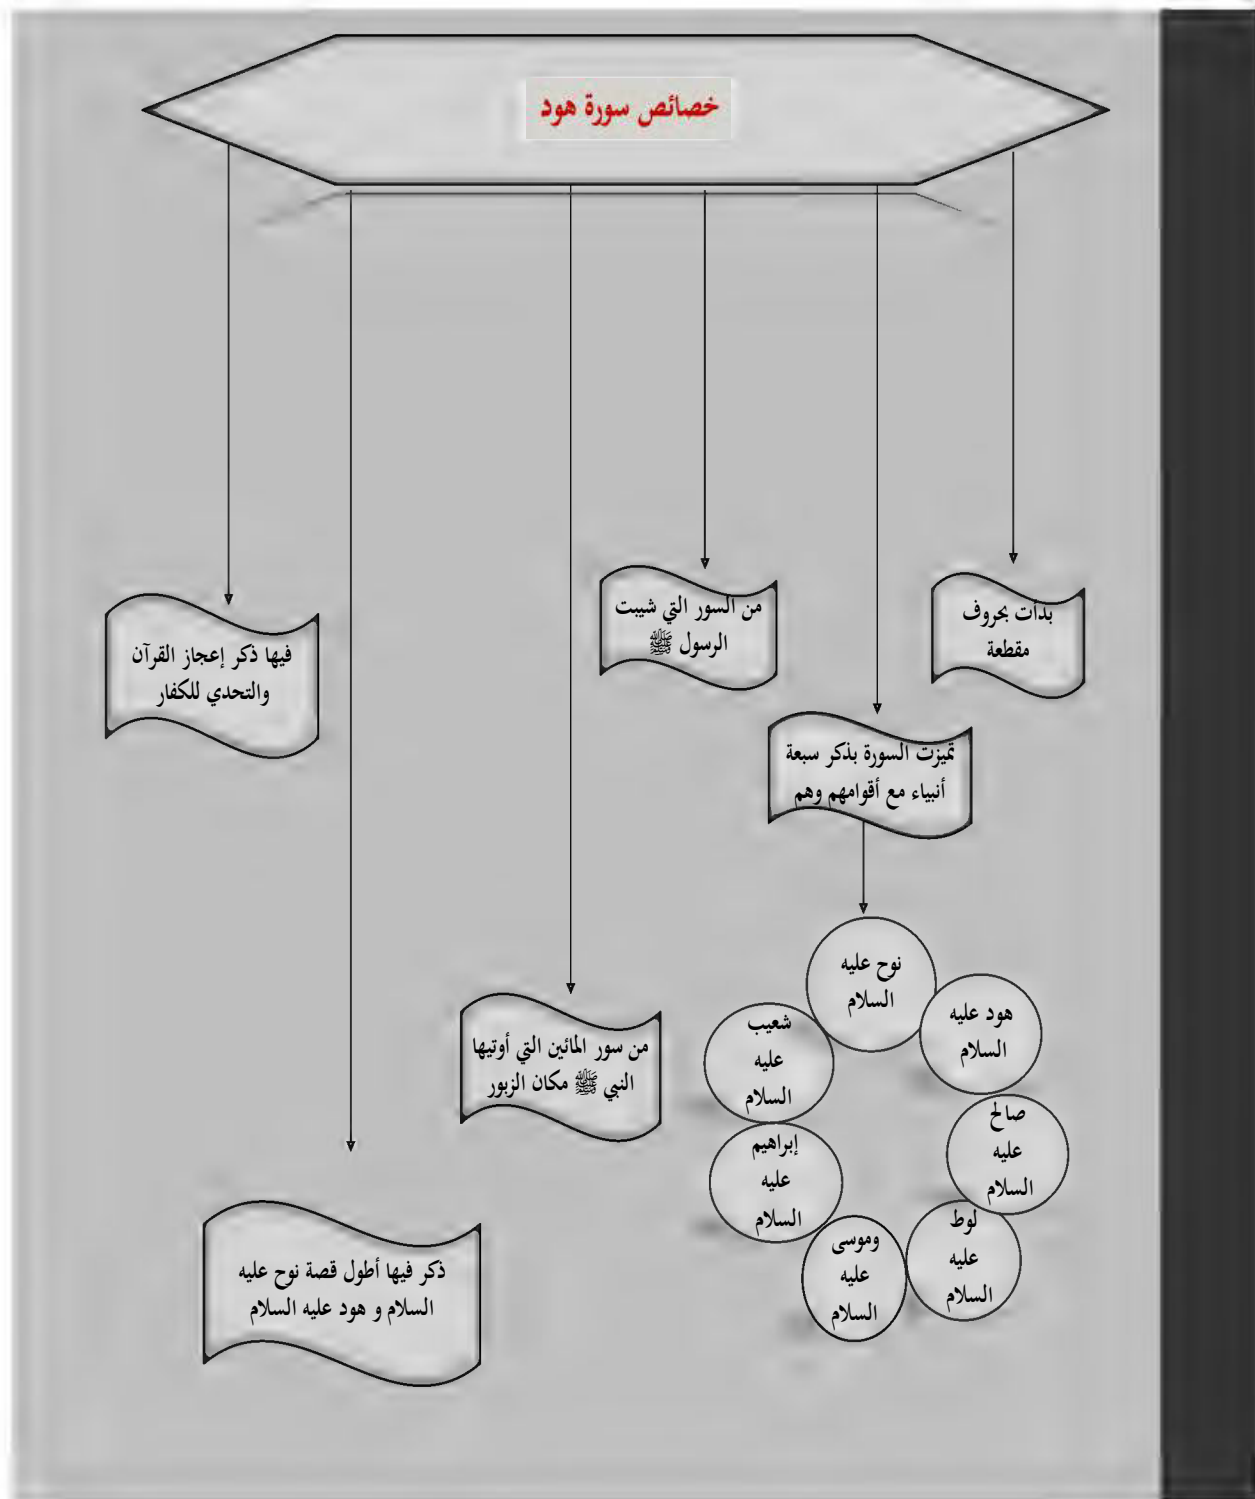 خصائص سورة هود
بدأت بحروف
مقطعة
تميزت السورة بذكر سبعة
أنبياء مع أقوامهم وهم
نوح عليه
السلام
هود عليه
السلام
صالح
عليه
السلام
لوط
عليه
السلام
وموسى
عليه
السلام
إبراهيم
عليه
السلام
شعيب
عليه
السلام
من السور التي شيبت
الرسول ﷺ
من سور المائين التي أوتيها
النبي ﷺ مكان الزبور
ذكر فيها أطول قصة نوح عليه
السلام و هود عليه السلام
فيها ذكر إعجاز القرآن
والتحدي للكفار